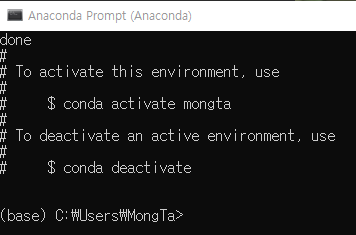 Anaconda Prompt (Anaconda)
done
#
# To activate this environment, use
#
#     $ conda activate mongta
#
# To deactivate an active environment, use
#
#     $ conda deactivate
(base) C:₩Users₩MongTa>